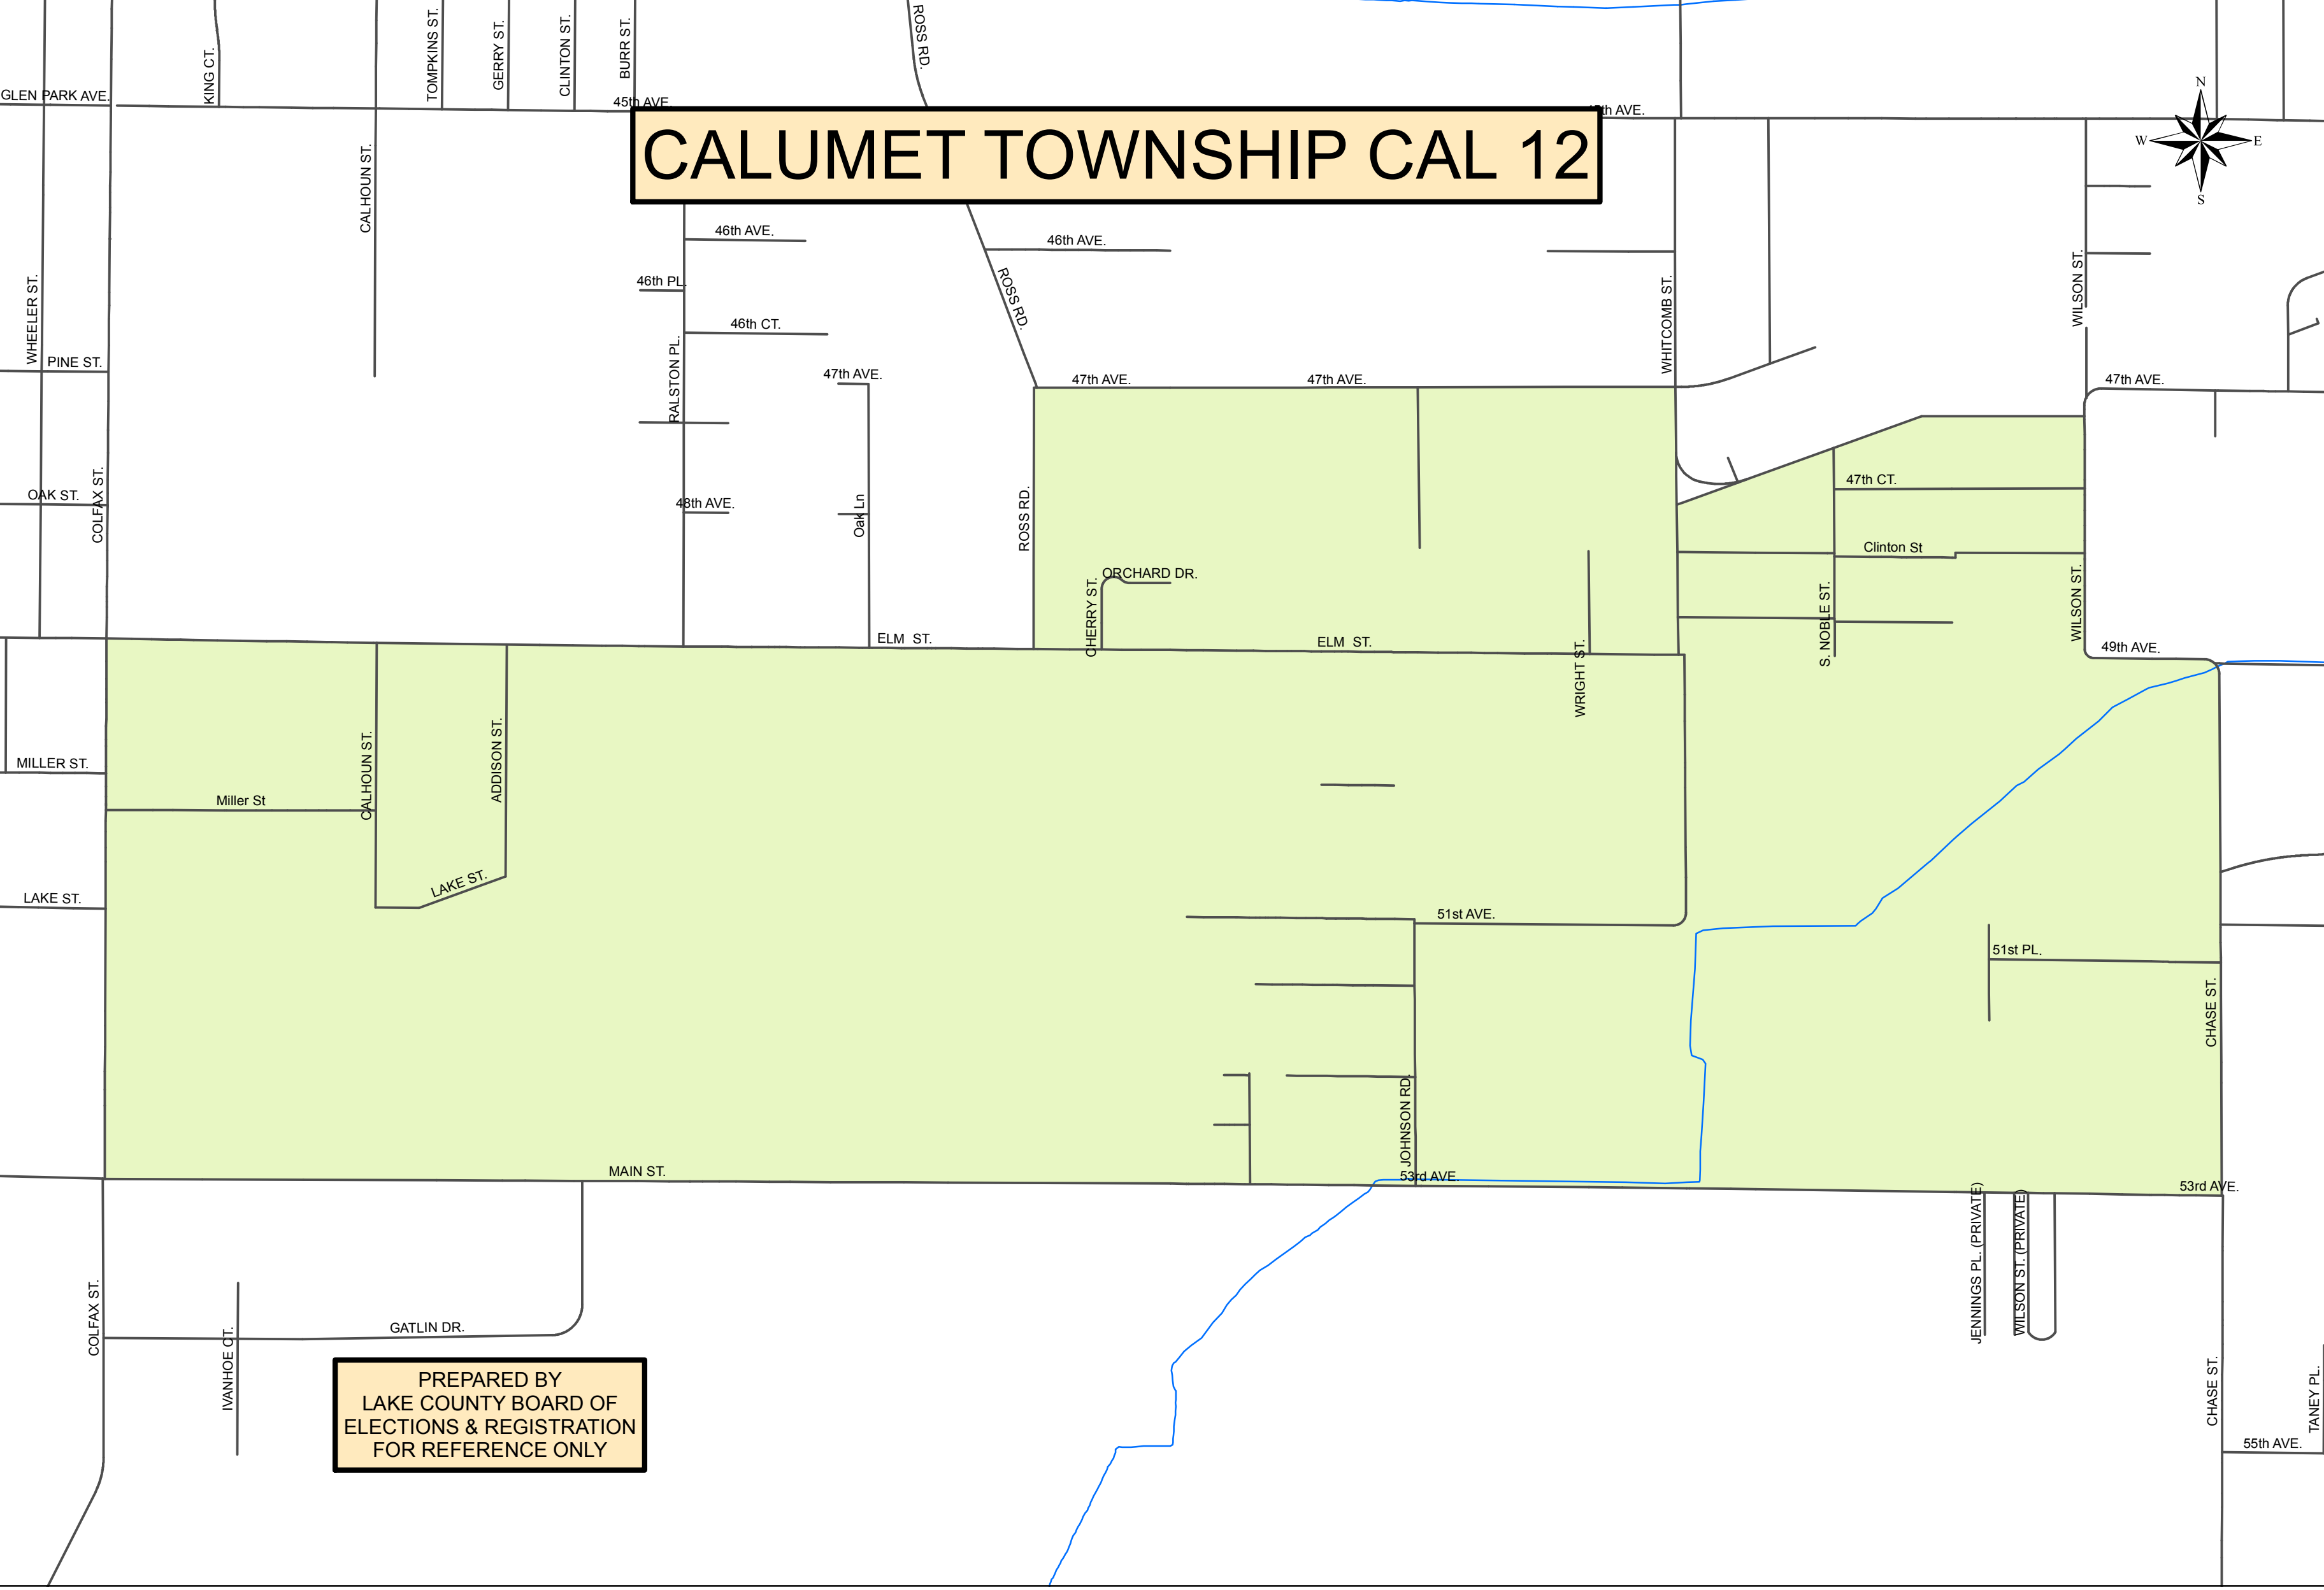 KING CT.
TOMPKINS ST.
GERRY ST.
CLINTON ST.
BURR ST.
ROSS RD.
GLEN PARK AVE.
45th AVE.
th AVE.
CALUMET TOWNSHIP CAL 12
N
W
E
S
CALHOUN ST.
46th AVE.
46th AVE.
46th PL.
ROSS RD.
WHEELER ST.
46th CT.
WHITCOMB ST.
WILSON ST.
PINE ST.
RALSTON PL.
47th AVE.
47th AVE.
47th AVE.
47th AVE.
OAK ST.
COLFAX ST.
48th AVE.
Oak Ln
ROSS RD.
47th CT.
Clinton St
ORCHARD DR.
CHERRY ST.
S. NOBLE ST.
WILSON ST.
ELM ST.
ELM ST.
WRIGHT ST.
49th AVE.
MILLER ST.
Miller St
CALHOUN ST.
ADDISON ST.
LAKE ST.
LAKE ST.
51st AVE.
51st PL.
CHASE ST.
JOHNSON RD.
MAIN ST.
53rd AVE.
53rd AVE.
JENNINGS PL. (PRIVATE)
WILSON ST. (PRIVATE)
COLFAX ST.
IVANHOE CT.
GATLIN DR.
PREPARED BY
LAKE COUNTY BOARD OF
ELECTIONS & REGISTRATION
FOR REFERENCE ONLY
CHASE ST.
TANEY PL.
55th AVE.